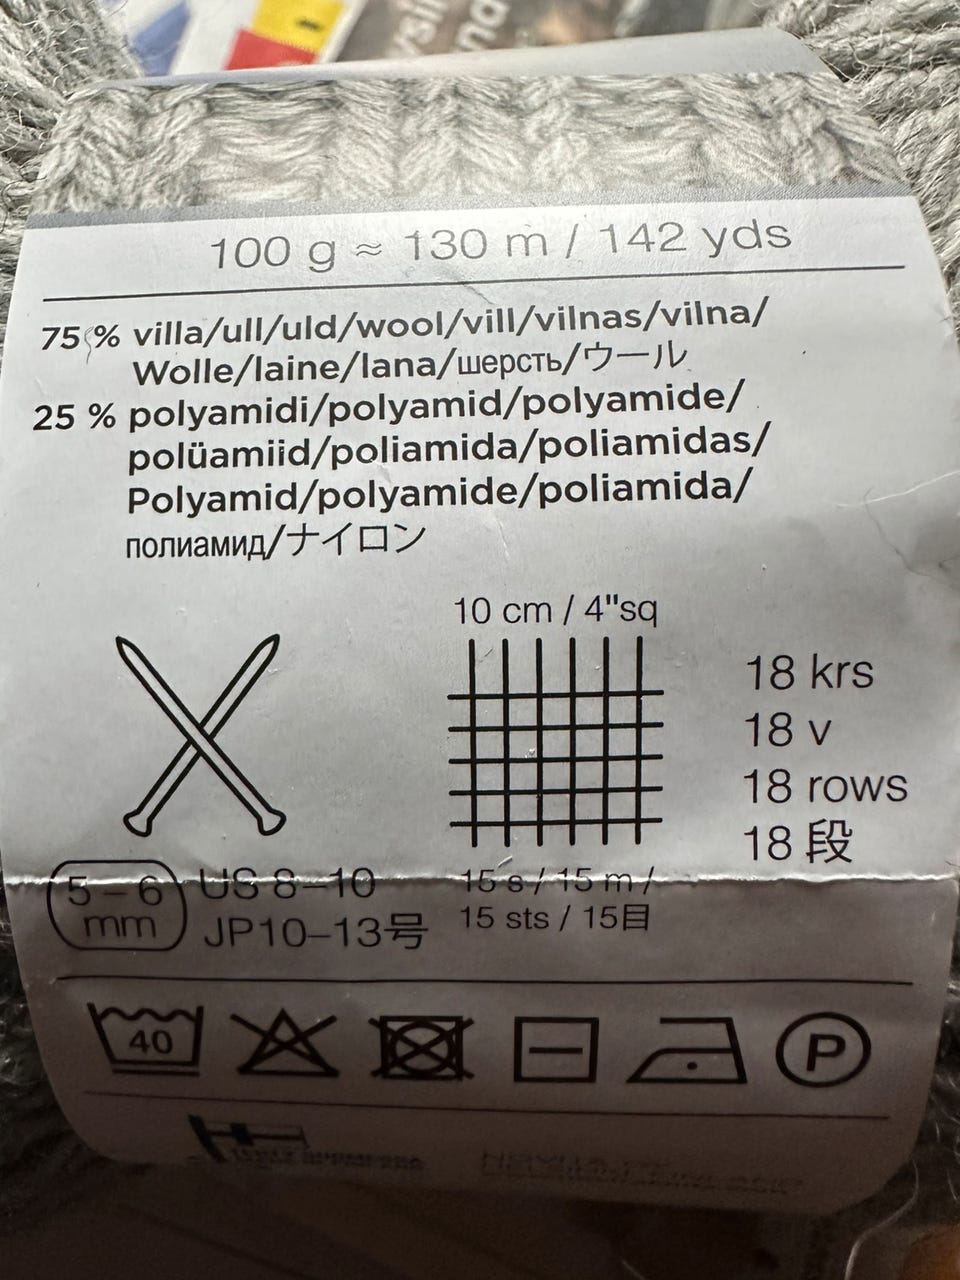 100 g ≈ 130 m / 142 yds
75 % villa/ull/uld/wool/vill/vilnas/vilna/
Wolle/laine/lana/шерсть/ウール
25 % polyamidi/polyamid/polyamide/
polüamiid/poliamida/poliamidas/
Polyamid/polyamide/poliamida/
полиамид/ナイロン
10 cm / 4"sq
18 krs
18 v
18 rows
18 段
5 – 6
mm
US 8–10
JP10–13号
15 s / 15 m /
15 sts / 15目
40
P